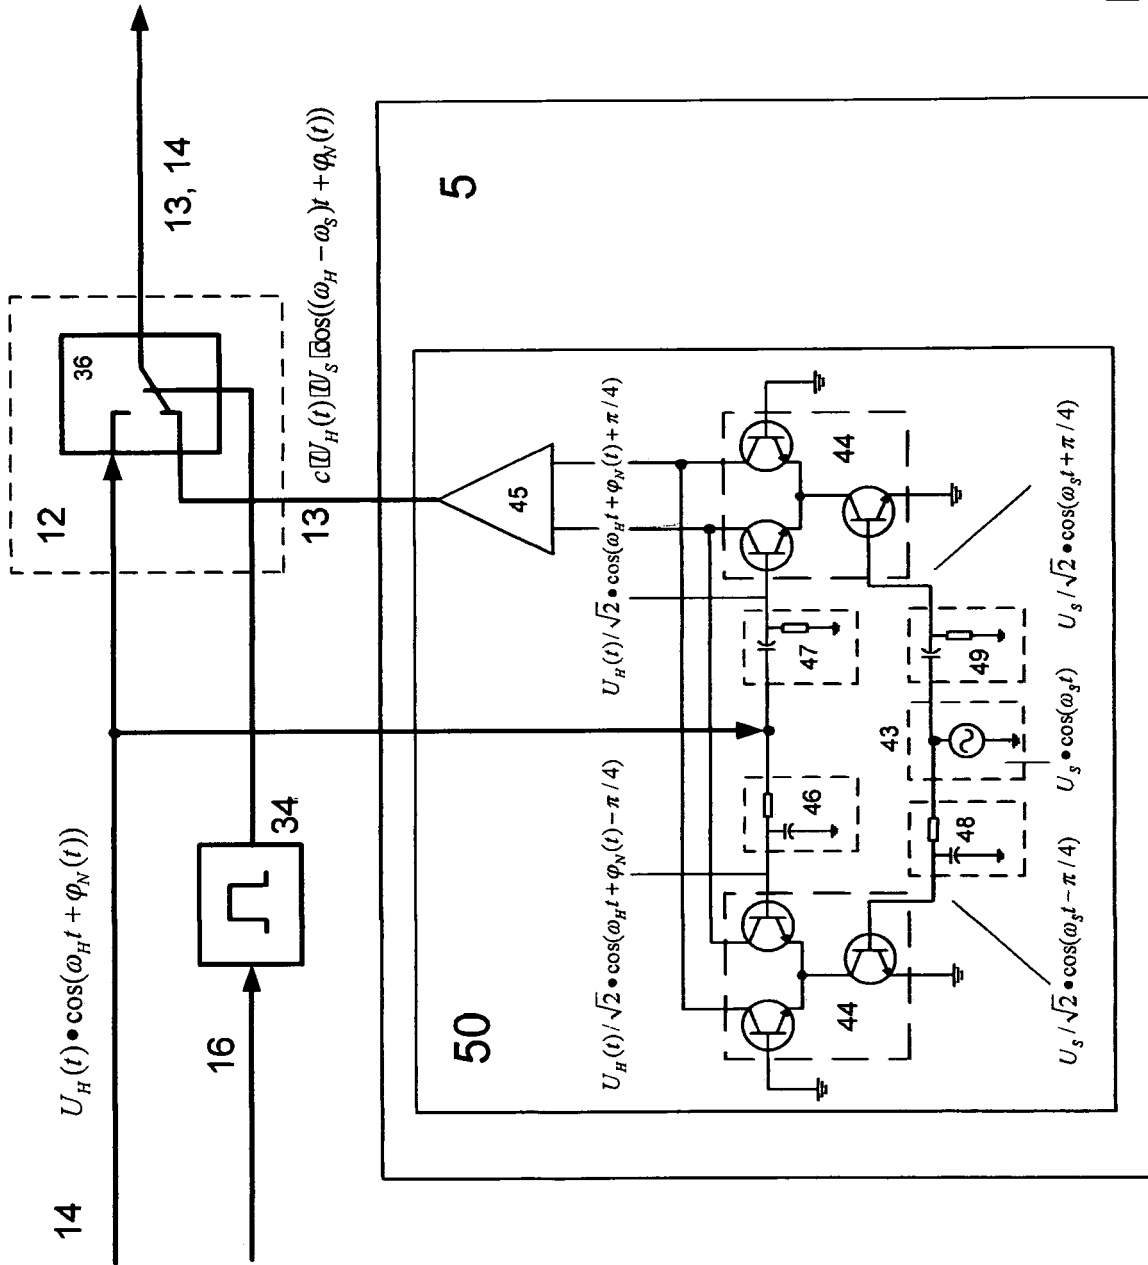 14
U_H(t)•cos(ω_H t+φ_N(t))
16
34
12
36
13, 14
13
c▯U_H(t)▯U_S▯cos((ω_H−ω_S)t+φ_N(t))
5
50
45
U_H(t)/√2•cos(ω_H t+φ_N(t)−π/4)
U_H(t)/√2•cos(ω_H t+φ_N(t)+π/4)
44
46
47
44
48
43
49
U_S/√2•cos(ω_S t−π/4)
U_S•cos(ω_S t)
U_S/√2•cos(ω_S t+π/4)